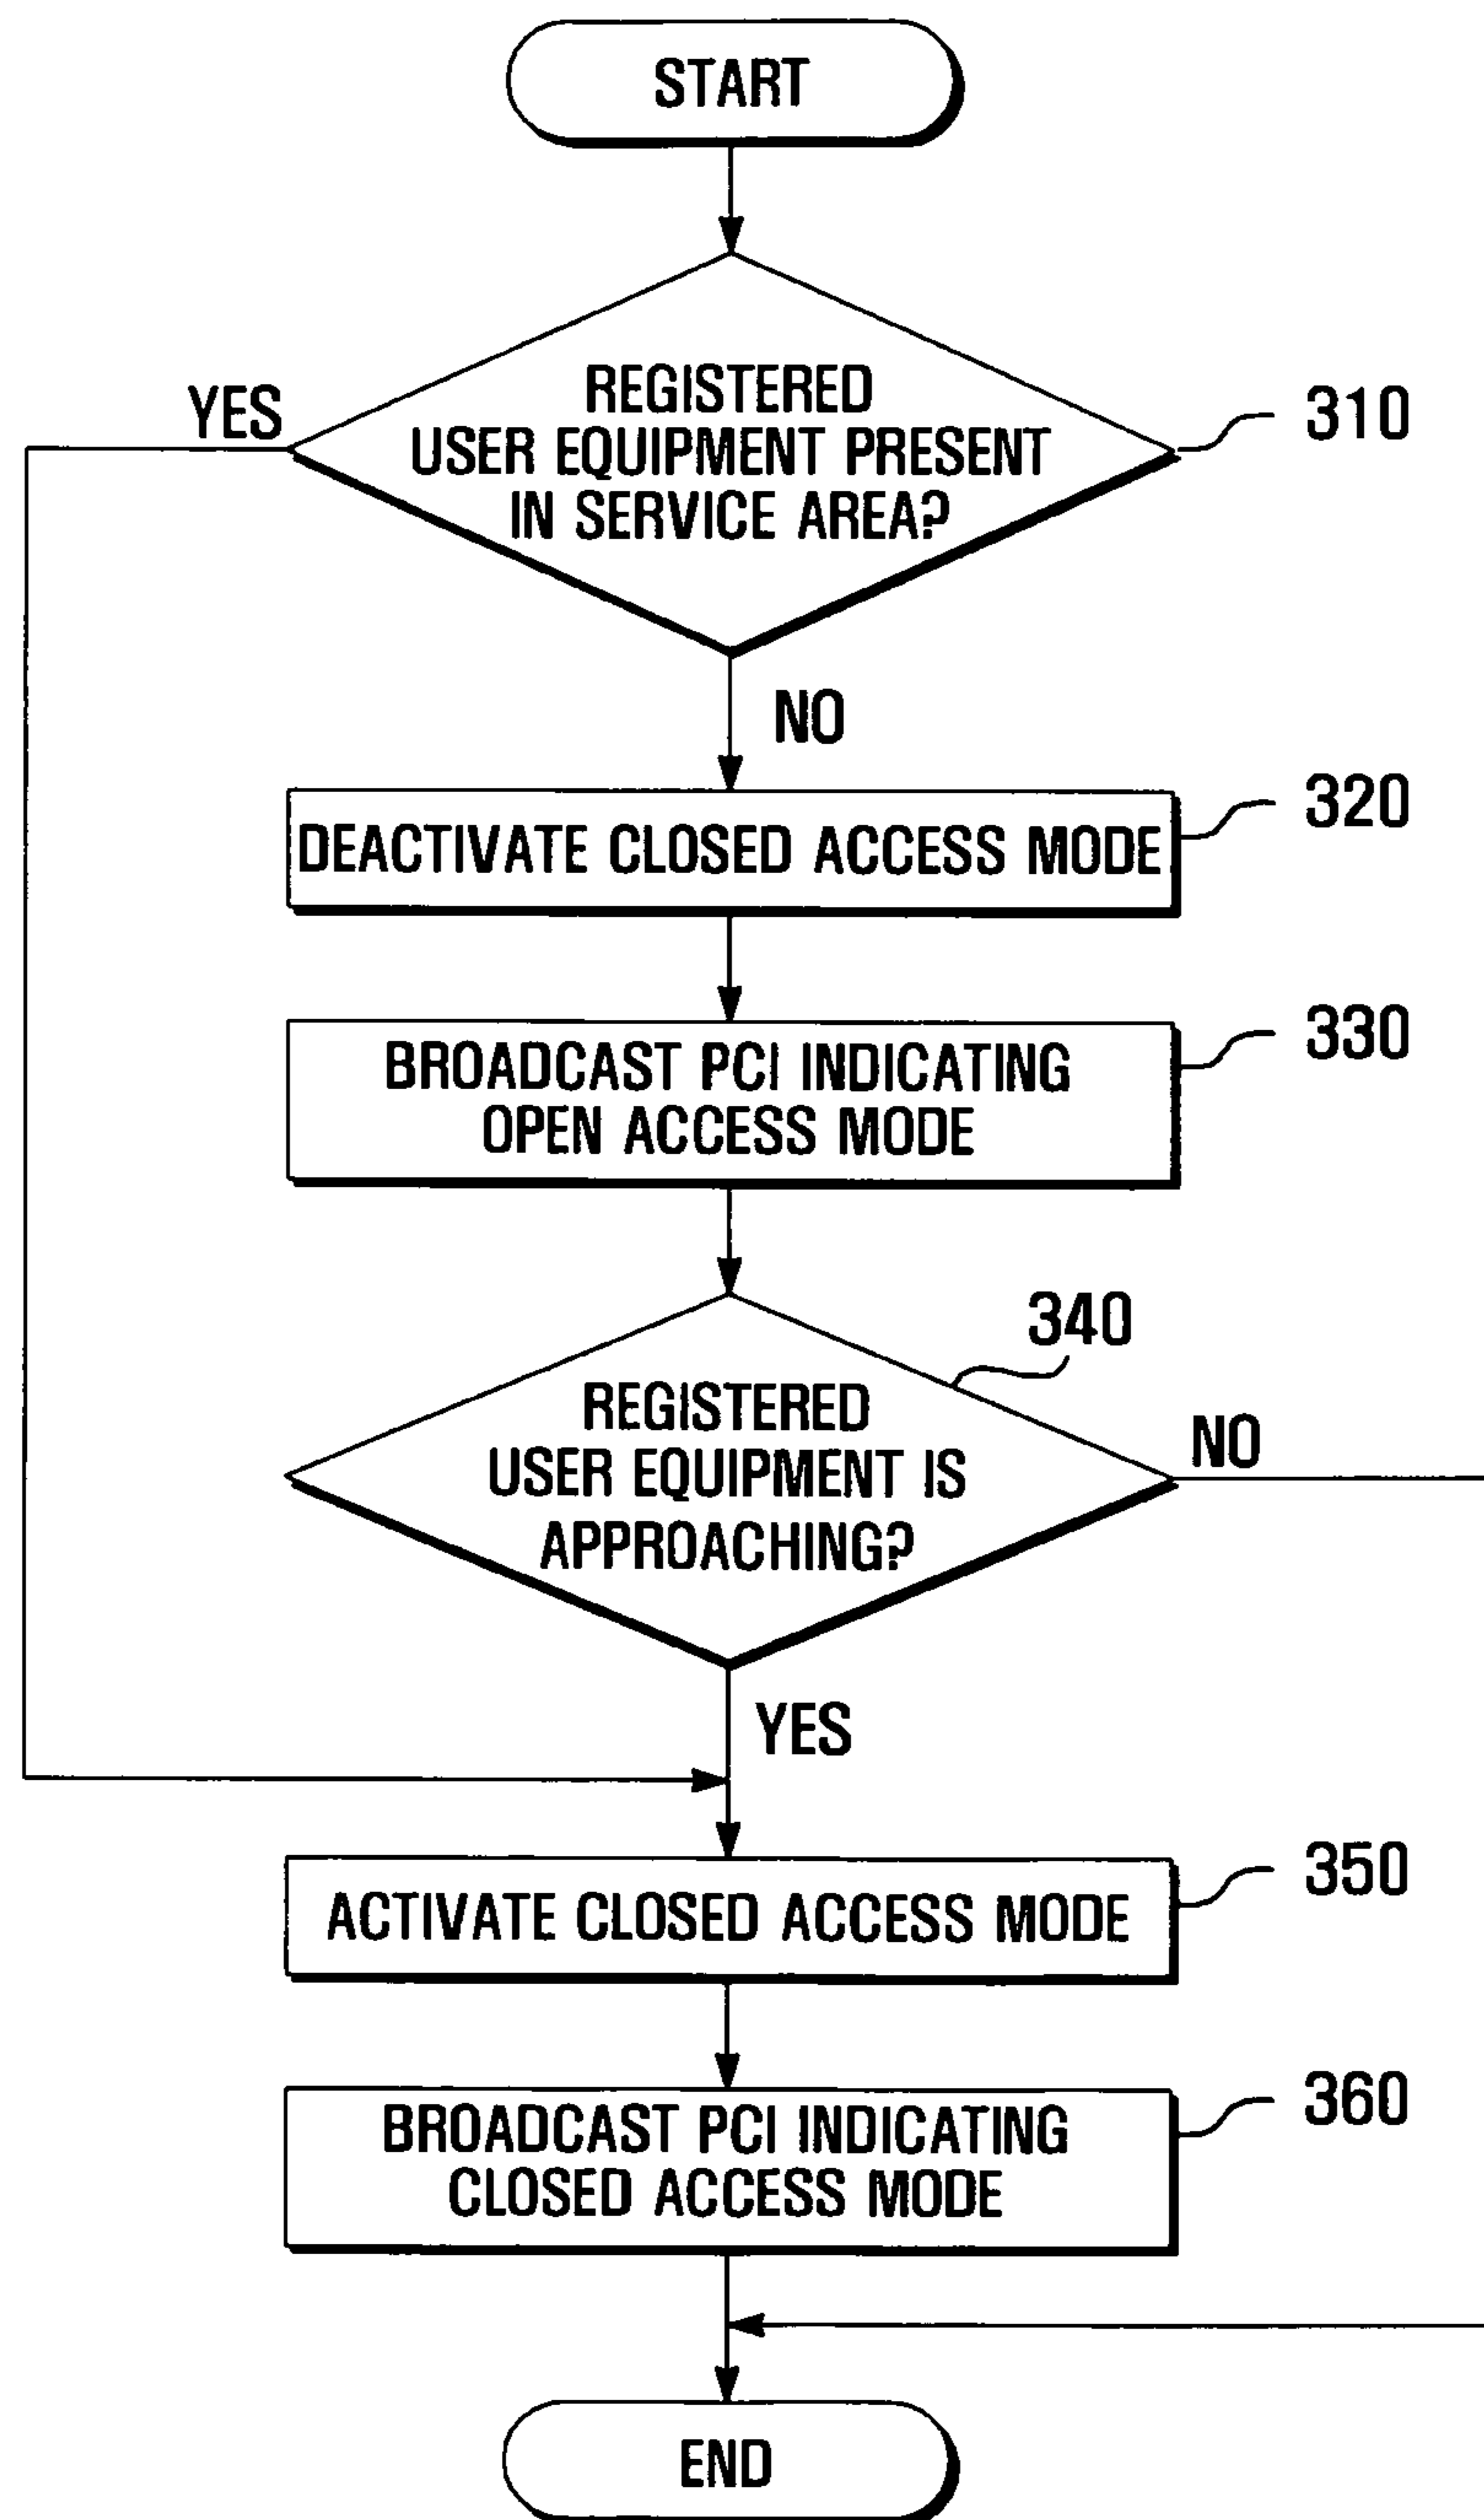 START
YES
REGISTERED
USER EQUIPMENT PRESENT
IN SERVICE AREA?
310
NO
DEACTIVATE CLOSED ACCESS MODE
320
BROADCAST PCI INDICATING
OPEN ACCESS MODE
330
340
REGISTERED
USER EQUIPMENT IS
APPROACHING?
NO
YES
ACTIVATE CLOSED ACCESS MODE
350
BROADCAST PCI INDICATING
CLOSED ACCESS MODE
360
END